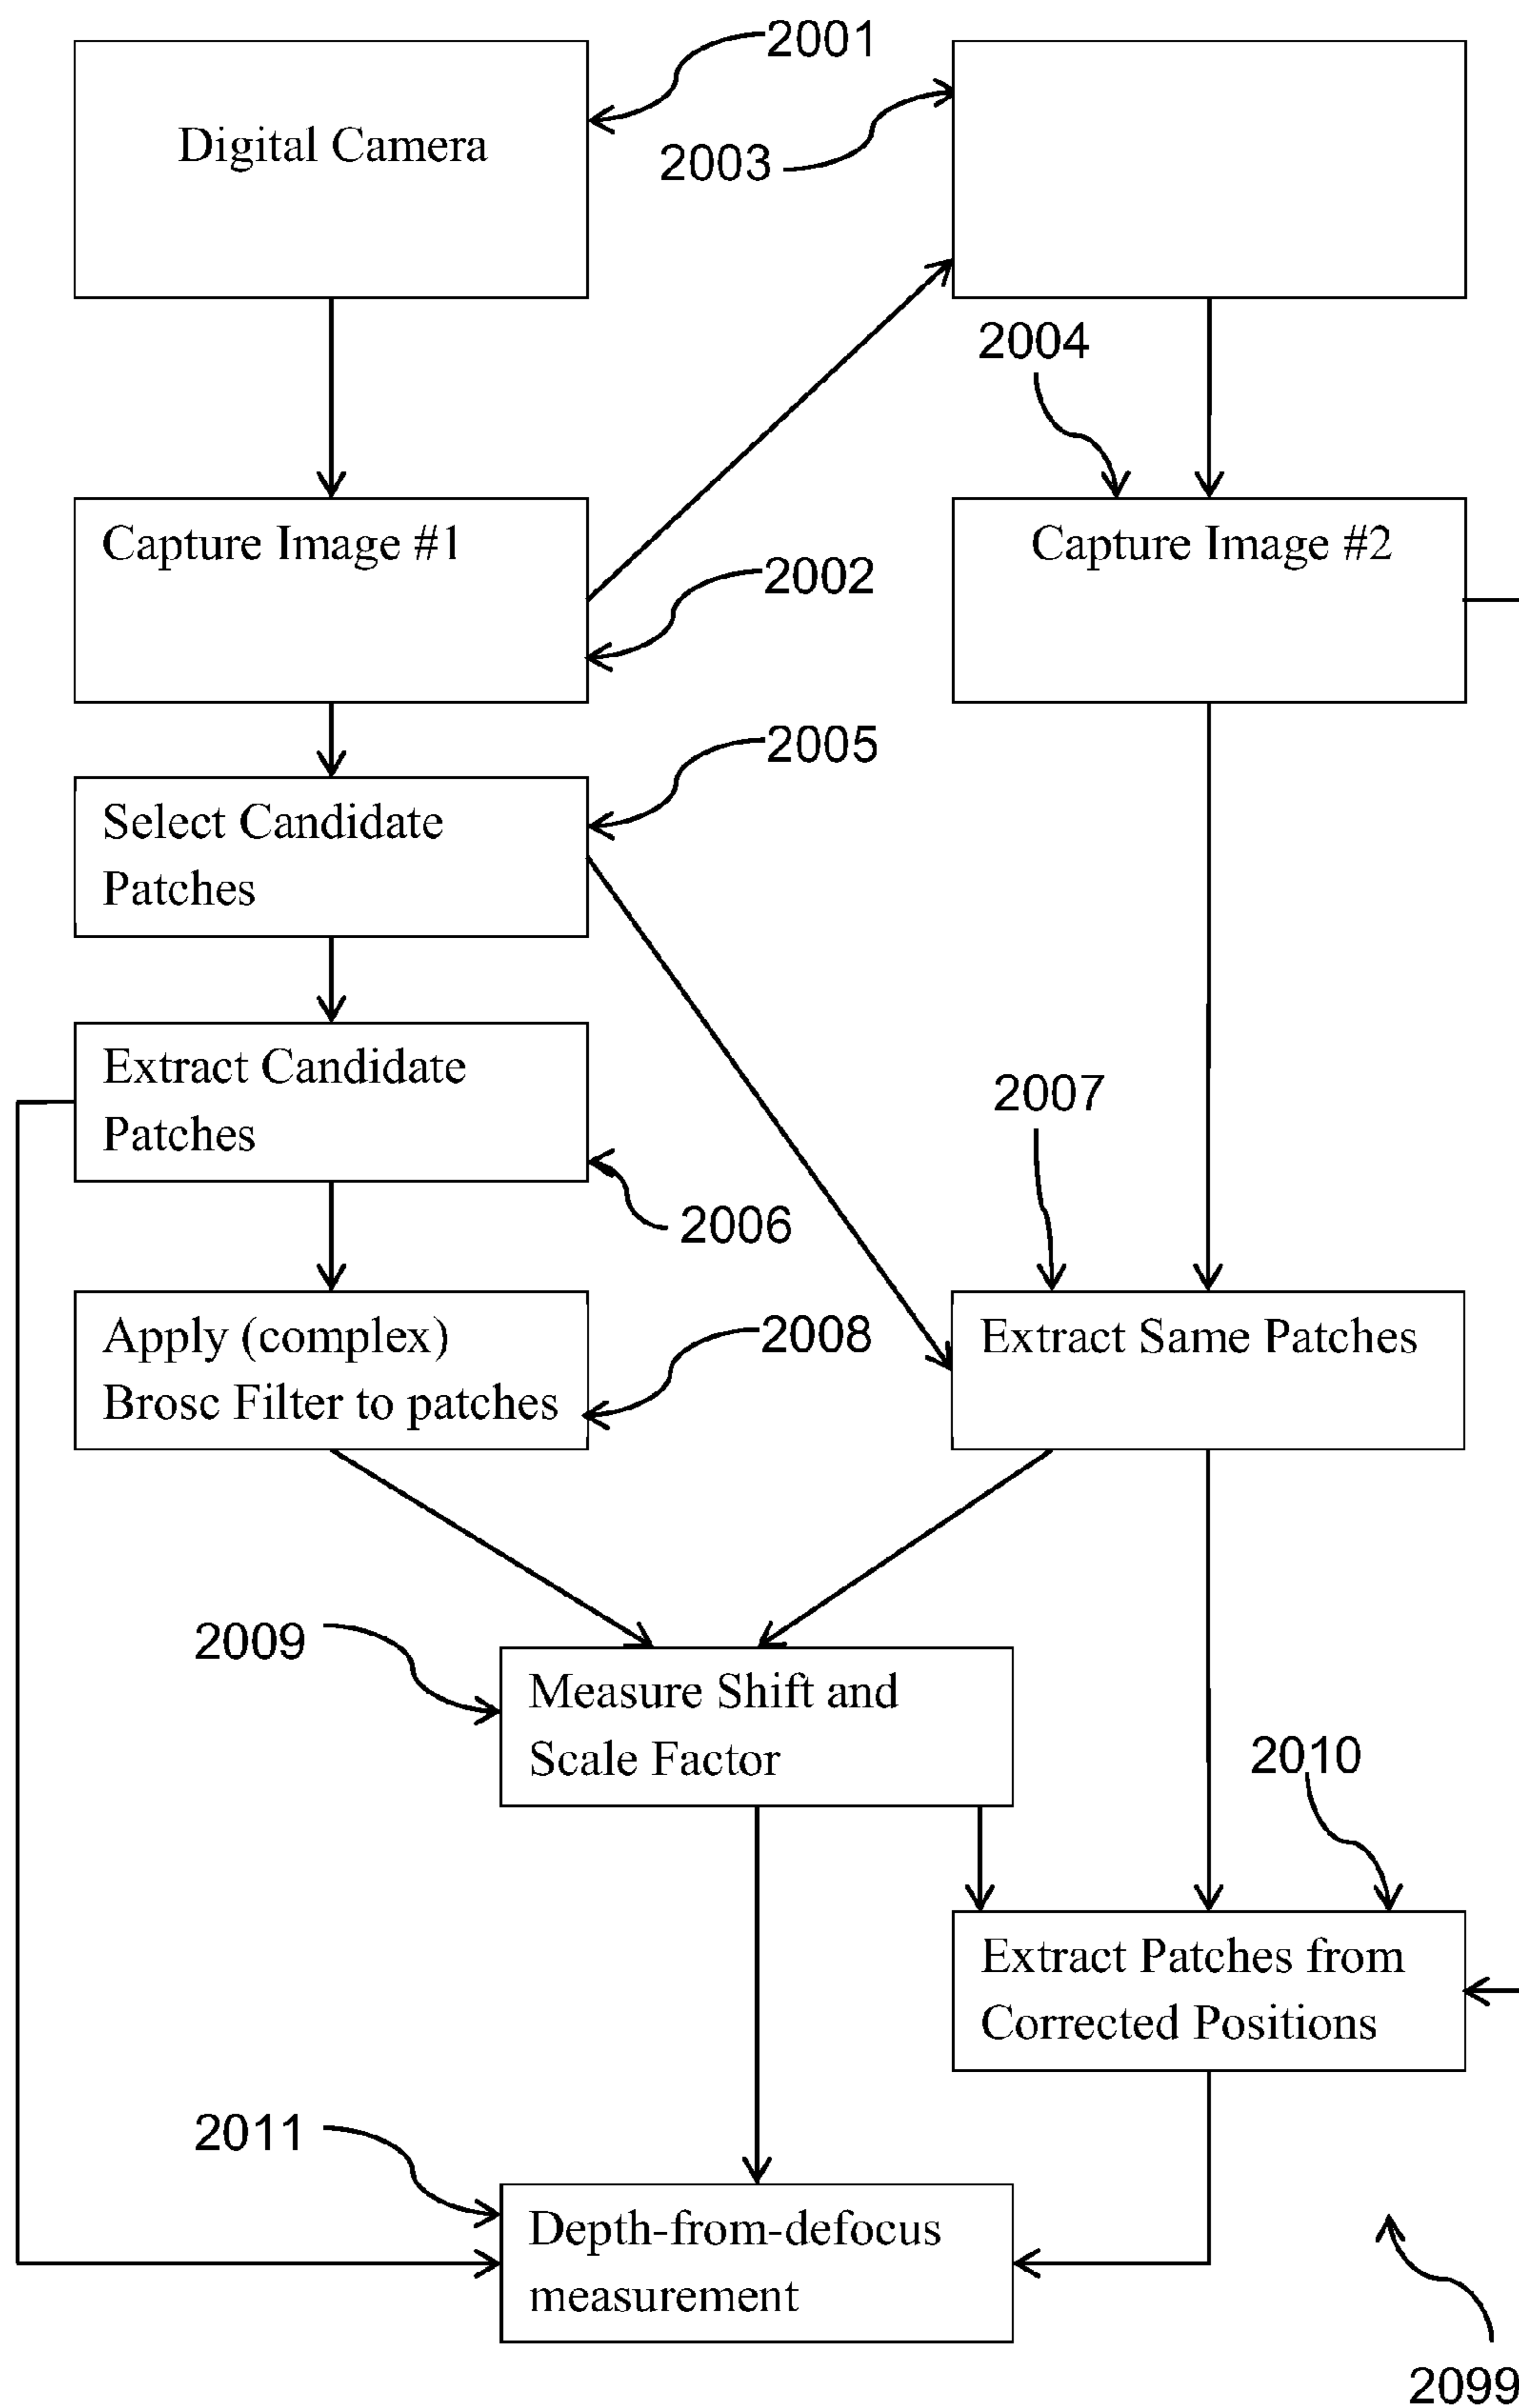 2001
Digital Camera
2003
2004
Capture Image #1
Capture Image #2
2002
2005
Select Candidate
Patches
Extract Candidate
Patches
2007
2006
Apply (complex)
Brosc Filter to patches
2008
Extract Same Patches
2009
Measure Shift and
Scale Factor
2010
Extract Patches from
Corrected Positions
2011
Depth-from-defocus
measurement
2099